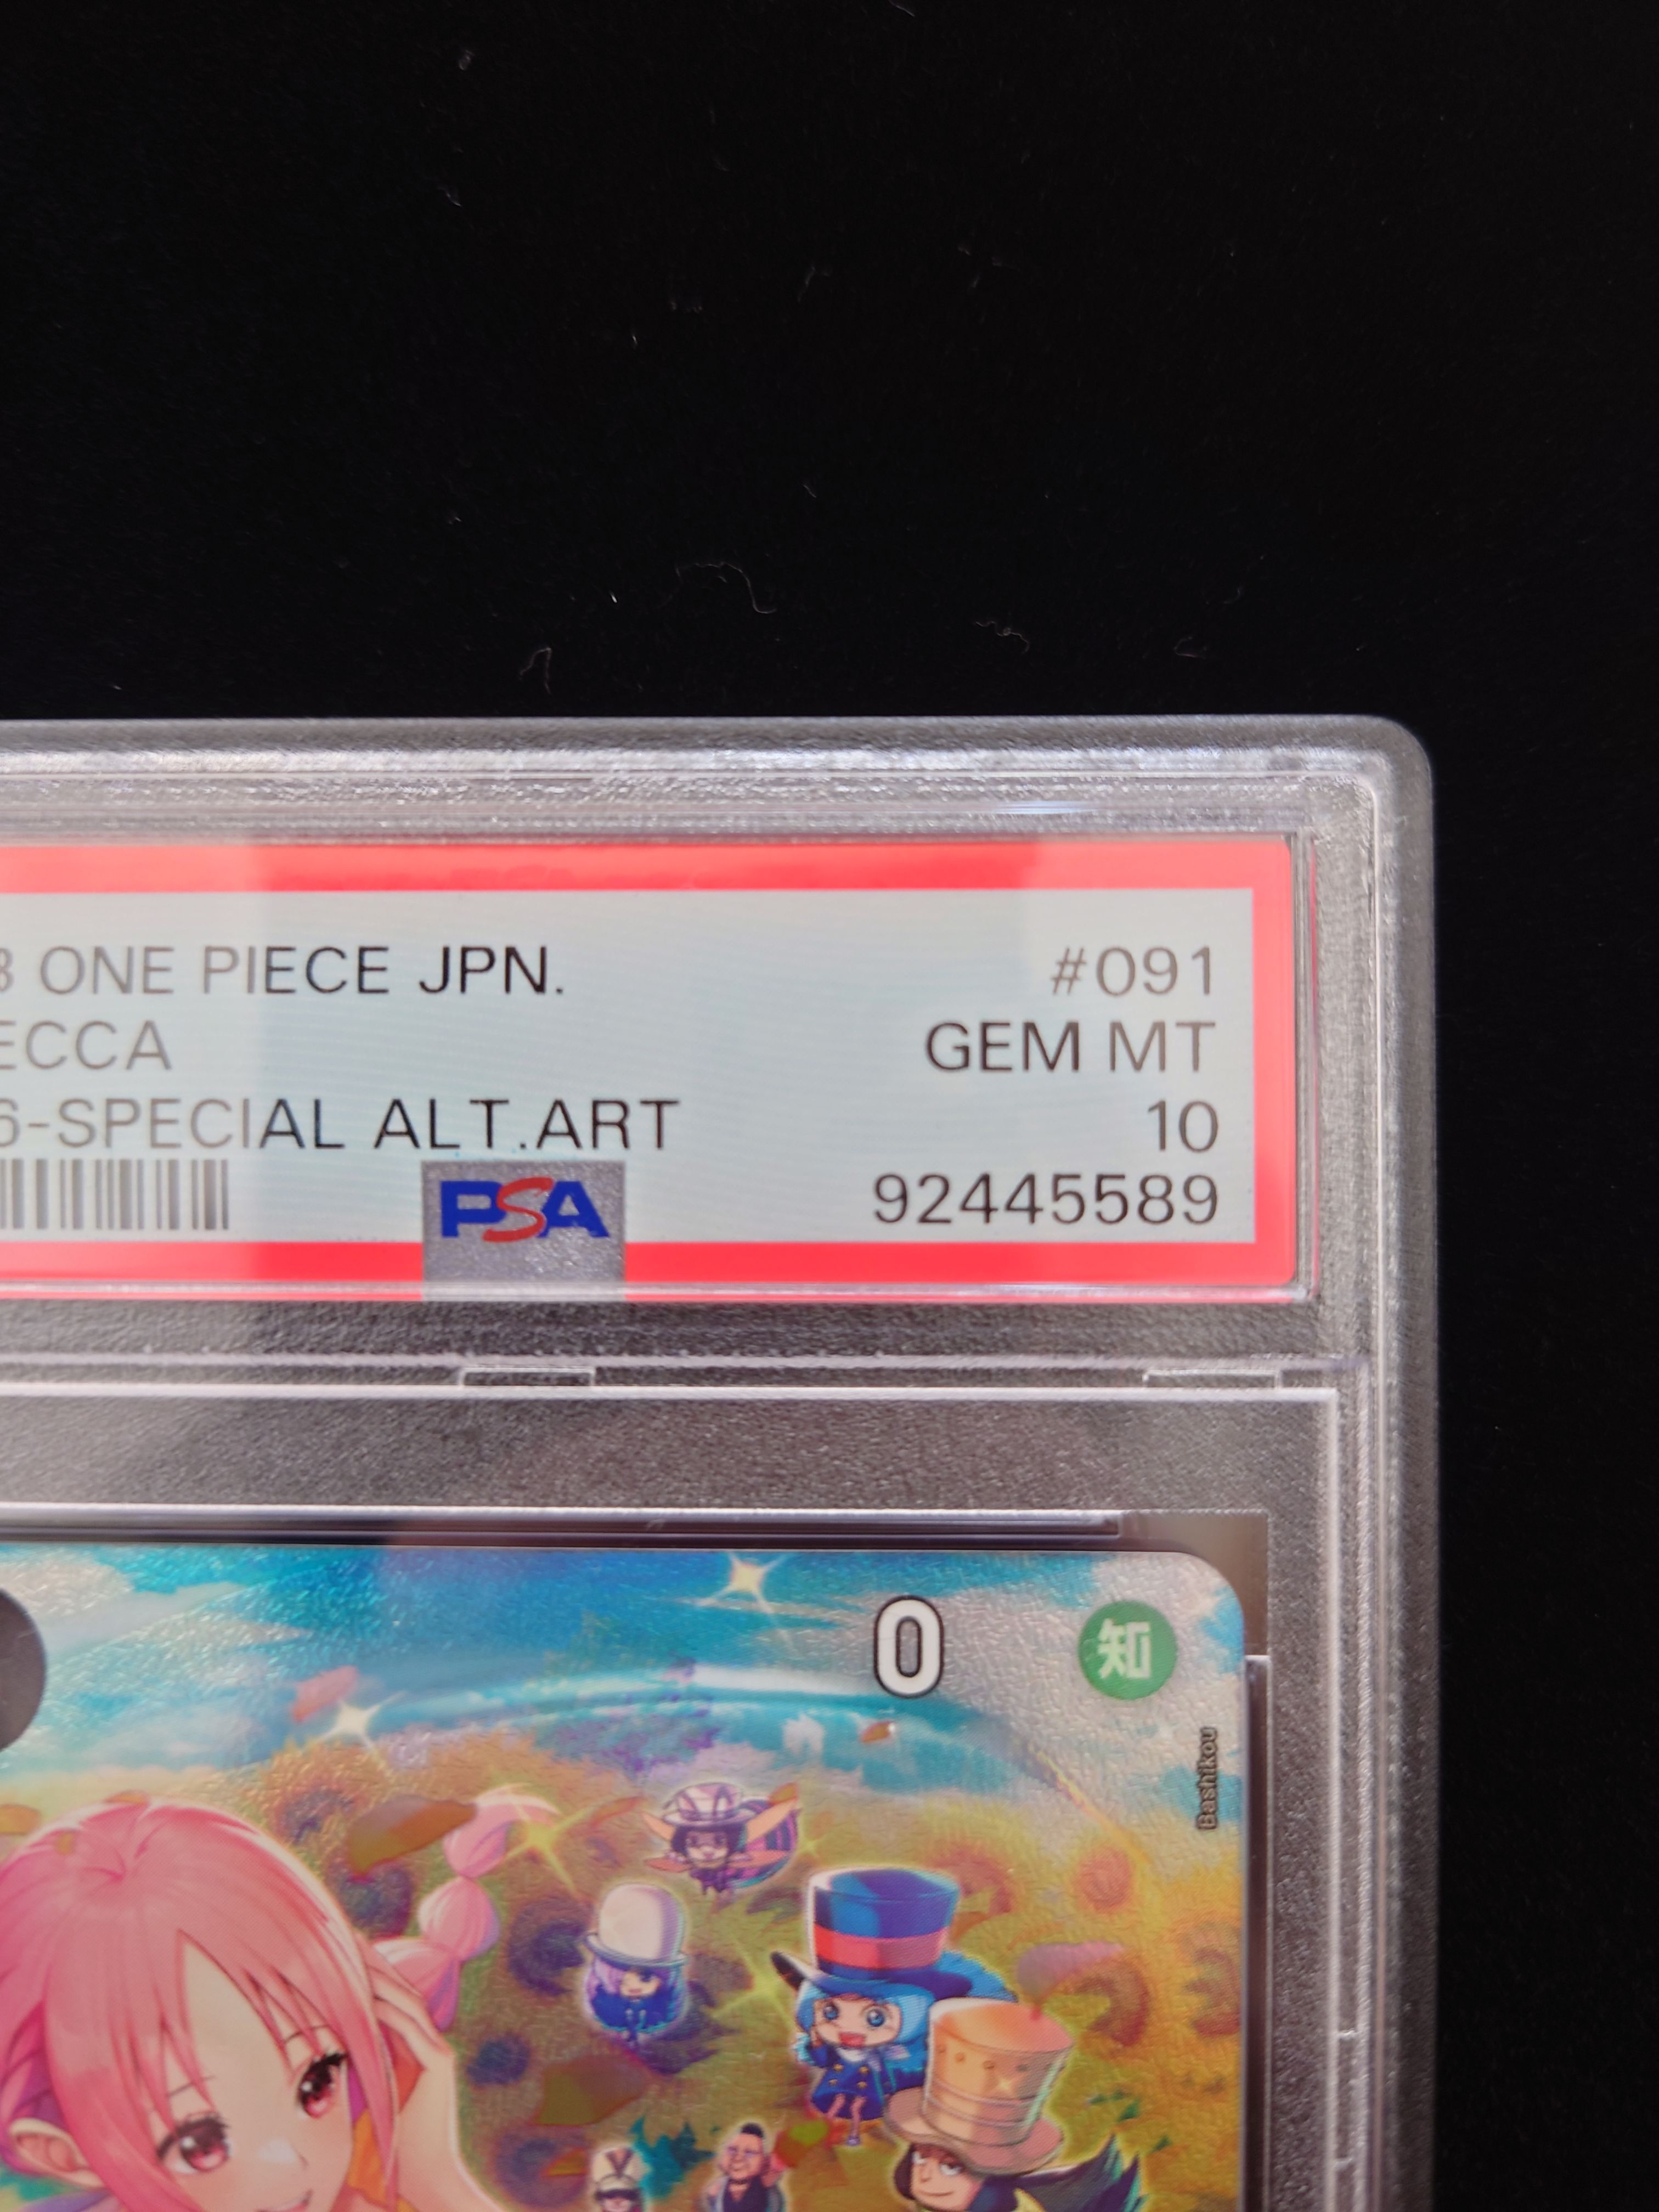 3 ONE PIECE JPN. #091
ECCA GEM MT
6-SPECIAL ALT.ART 10
PSA 92445589
0 知
Bashikou